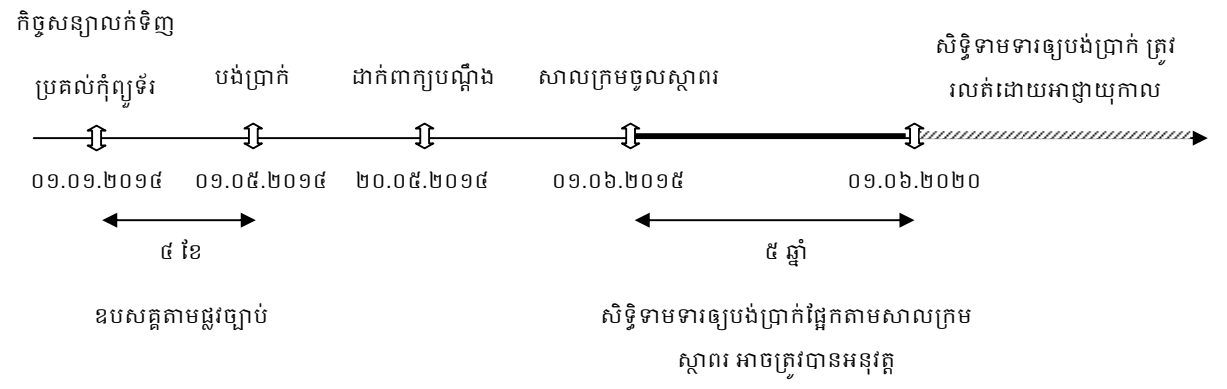 កិច្ចសន្យាលក់ទិញ
ប្រគល់កុំព្យូទ័រ
បង់ប្រាក់
ដាក់ពាក្យបណ្តឹង
សាលក្រមចូលស្ថាពរ
សិទ្ធិទាមទារឲ្យបង់ប្រាក់ ត្រូវ
រលត់ដោយអាជ្ញាយុកាល
០១.០១.២០១៤
០១.០៥.២០១៤
២០.០៥.២០១៤
០១.០៦.២០១៥
០១.០៦.២០២០
៤ ខែ
៥ ឆ្នាំ
ឧបសគ្គតាមផ្លវច្បាប់
សិទ្ធិទាមទារឲ្យបង់ប្រាក់ផ្អែកតាមសាលក្រម
ស្ថាពរ អាចត្រូវបានអនុវត្ត